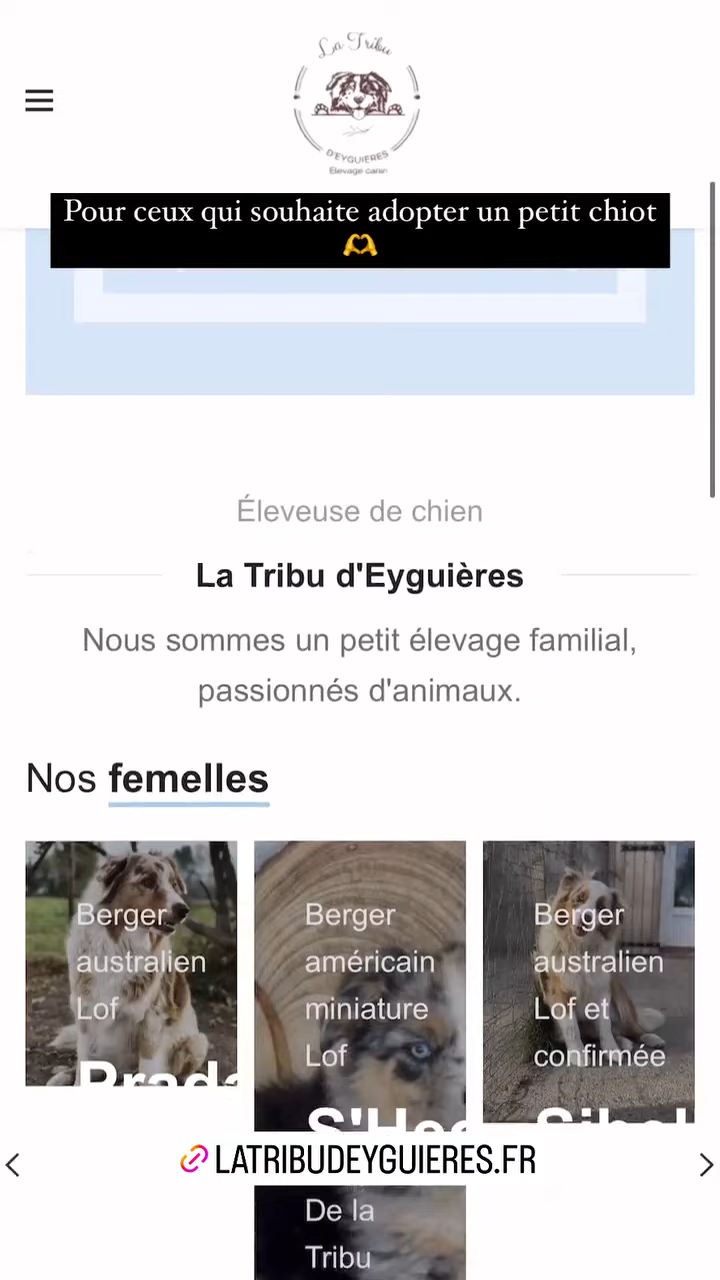 La Tribu
D'EYGUIERES
Élevage canin
Pour ceux qui souhaite adopter un petit chiot
🫶
Éleveuse de chien
La Tribu d'Eyguières
Nous sommes un petit élevage familial,
passionnés d'animaux.
Nos femelles
Berger
australien
Lof
Berger
américain
miniature
Lof
Berger
australien
Lof et
confirmée
LATRIBUDEYGUIERES.FR
De la
Tribu